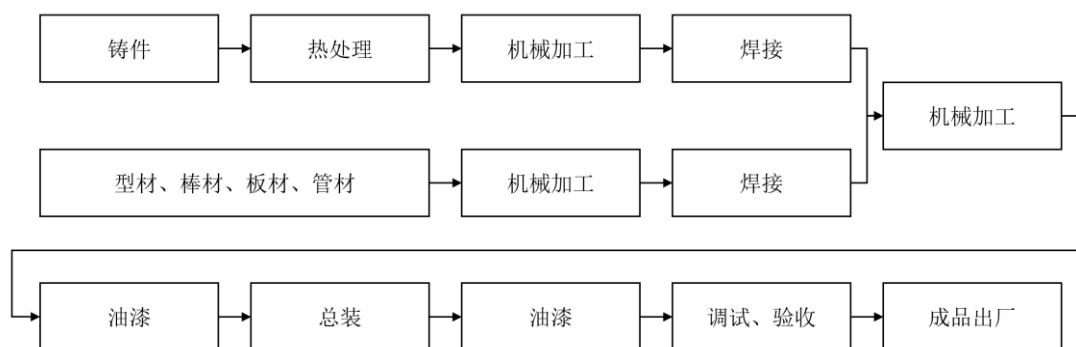 铸件
热处理
机械加工
焊接
机械加工
型材、棒材、板材、管材
机械加工
焊接
油漆
总装
油漆
调试、验收
成品出厂